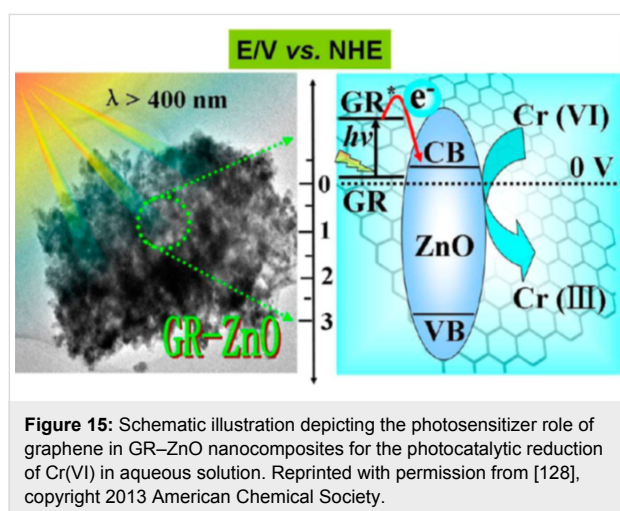 E/V vs. NHE
λ > 400 nm
GR-ZnO
0
1
2
3
GR*
e-
hν
CB
Cr (VI)
0 V
GR
ZnO
Cr (III)
VB
Figure 15: Schematic illustration depicting the photosensitizer role of
graphene in GR–ZnO nanocomposites for the photocatalytic reduction
of Cr(VI) in aqueous solution. Reprinted with permission from [128],
copyright 2013 American Chemical Society.